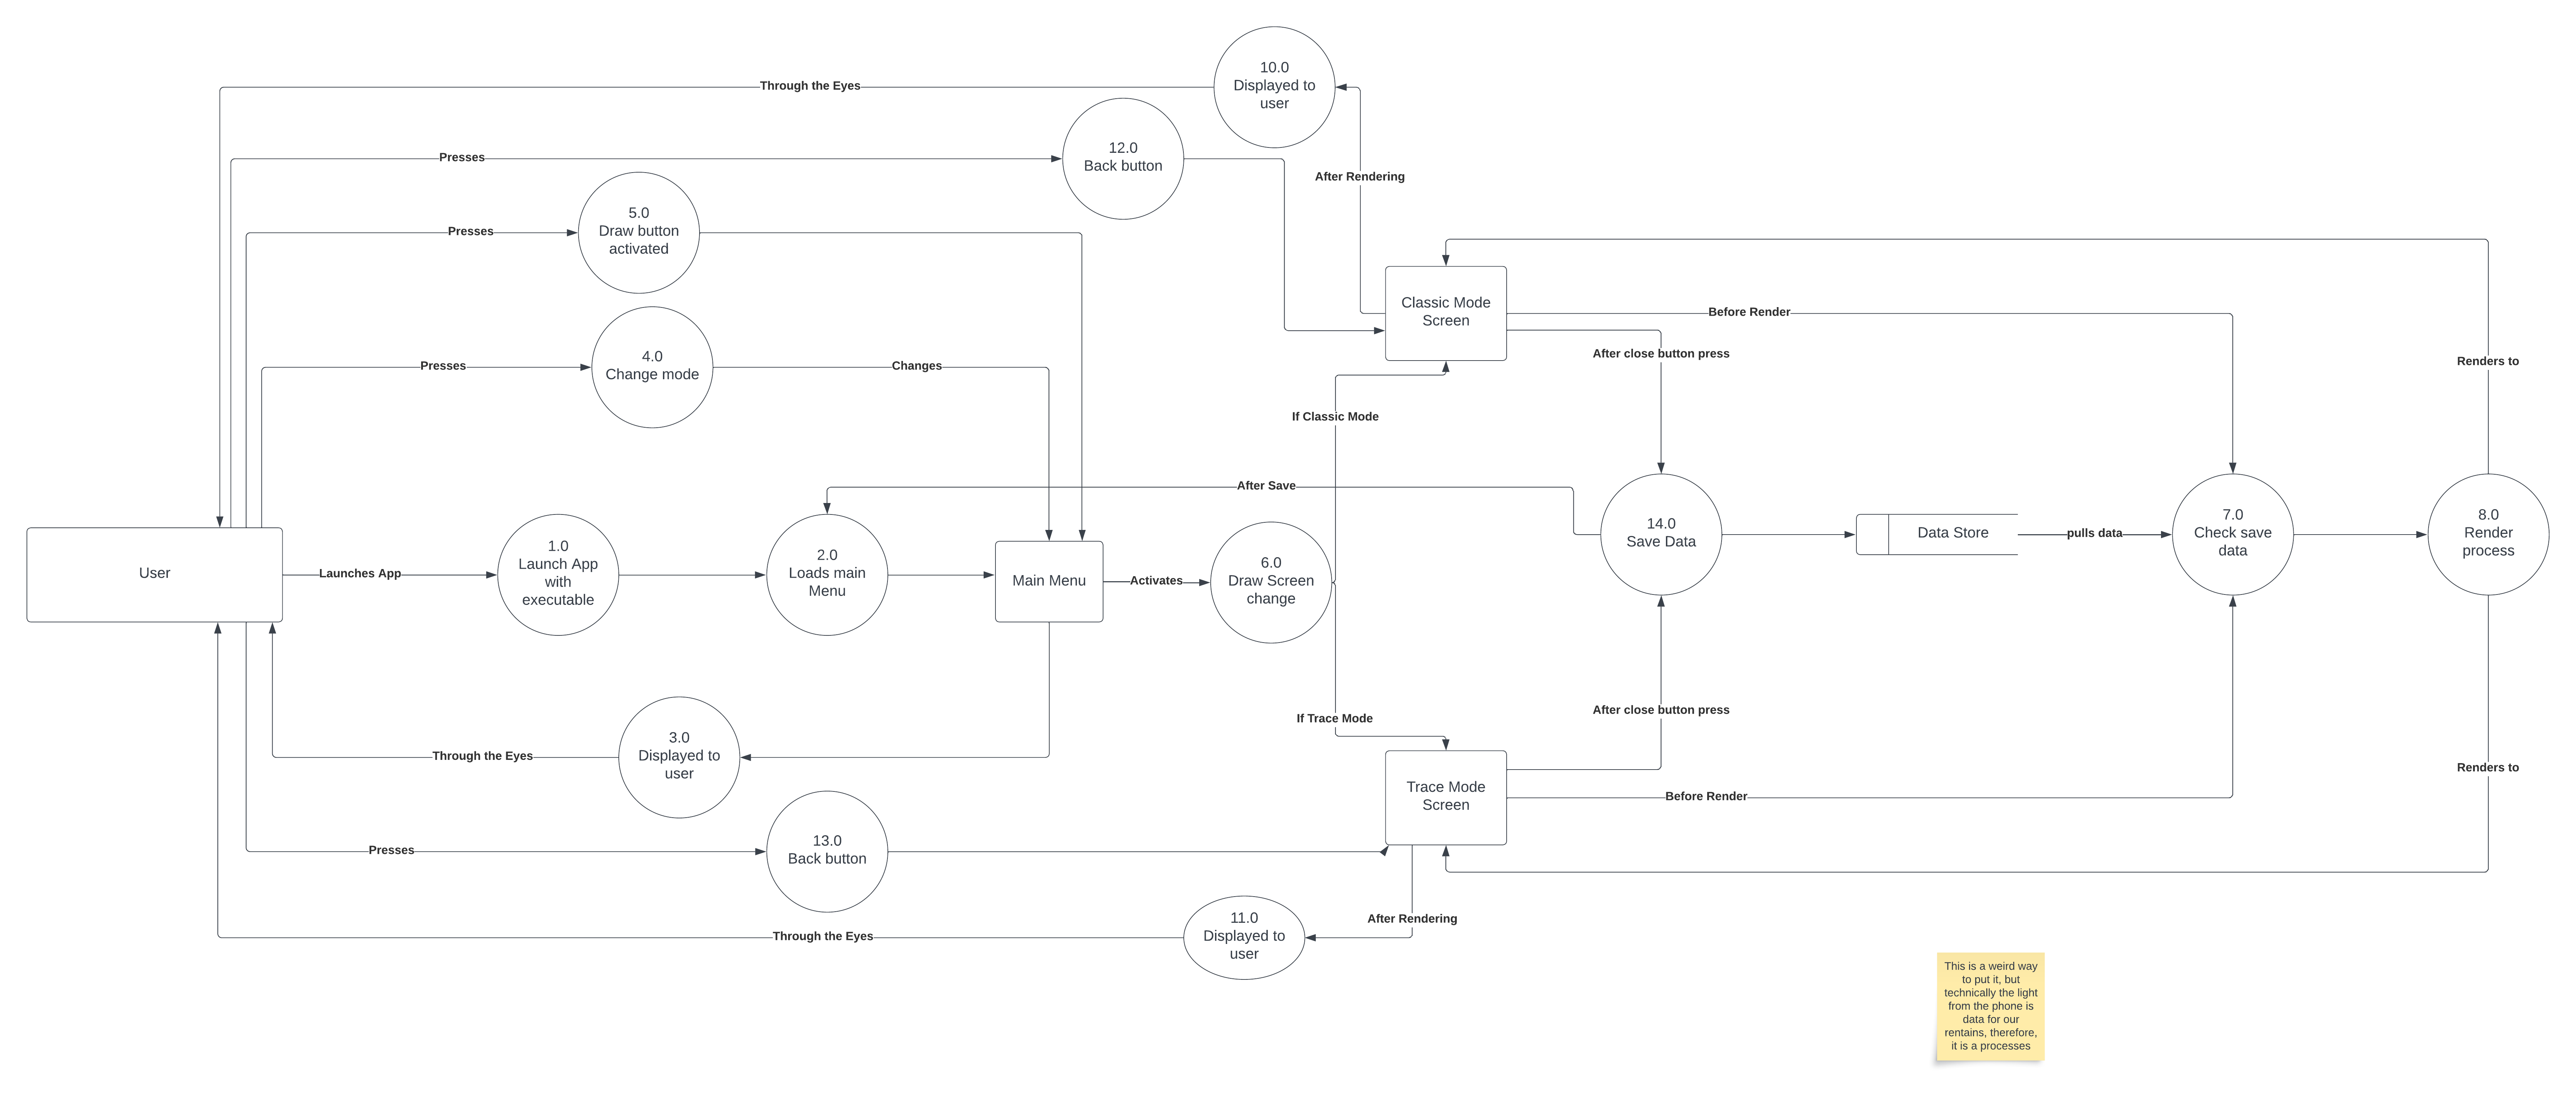 10.0
Displayed to
user
Through the Eyes
12.0
Back button
Presses
After Rendering
5.0
Draw button
activated
Presses
Classic Mode
Screen
Before Render
After close button press
Renders to
4.0
Change mode
Presses
Changes
If Classic Mode
After Save
User
Launches App
1.0
Launch App
with
executable
2.0
Loads main
Menu
Main Menu
Activates
6.0
Draw Screen
change
14.0
Save Data
Data Store
pulls data
7.0
Check save
data
8.0
Render
process
If Trace Mode
After close button press
Renders to
3.0
Displayed to
user
Through the Eyes
Trace Mode
Screen
Before Render
13.0
Back button
Presses
After Rendering
11.0
Displayed to
user
Through the Eyes
This is a weird way
to put it, but
technically the light
from the phone is
data for our
rentains, therefore,
it is a processes